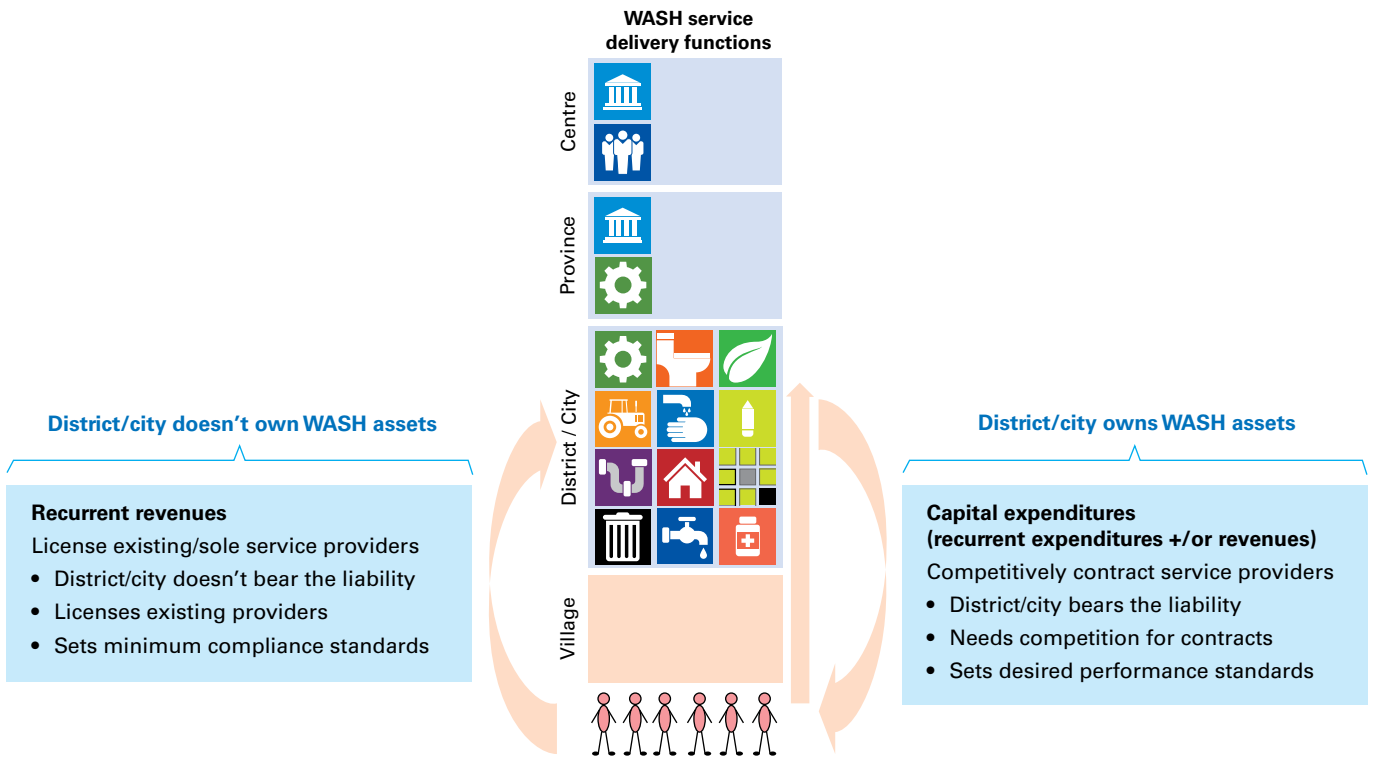 WASH service
delivery functions
Centre
Province
District / City
Village
District/city doesn't own WASH assets
Recurrent revenues
License existing/sole service providers
• District/city doesn't bear the liability
• Licenses existing providers
• Sets minimum compliance standards
District/city owns WASH assets
Capital expenditures
(recurrent expenditures +/or revenues)
Competitively contract service providers
• District/city bears the liability
• Needs competition for contracts
• Sets desired performance standards